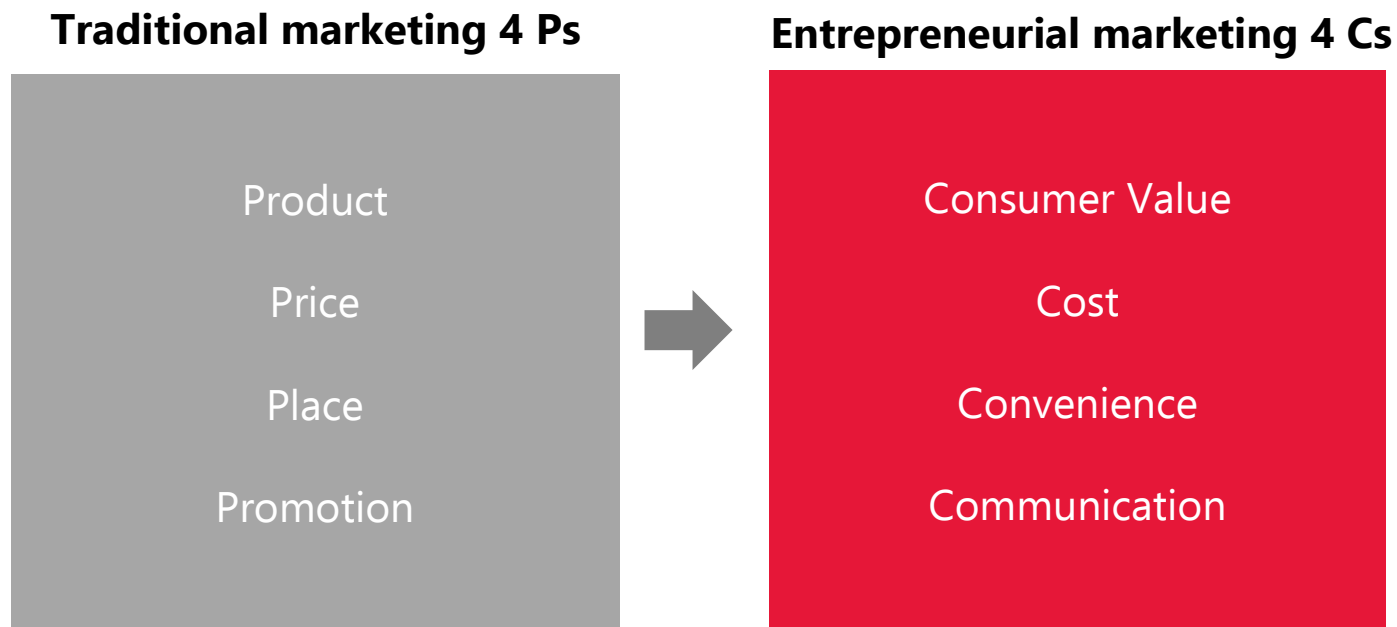 Traditional marketing 4 Ps
Product
Price
Place
Promotion
Entrepreneurial marketing 4 Cs
Consumer Value
Cost
Convenience
Communication